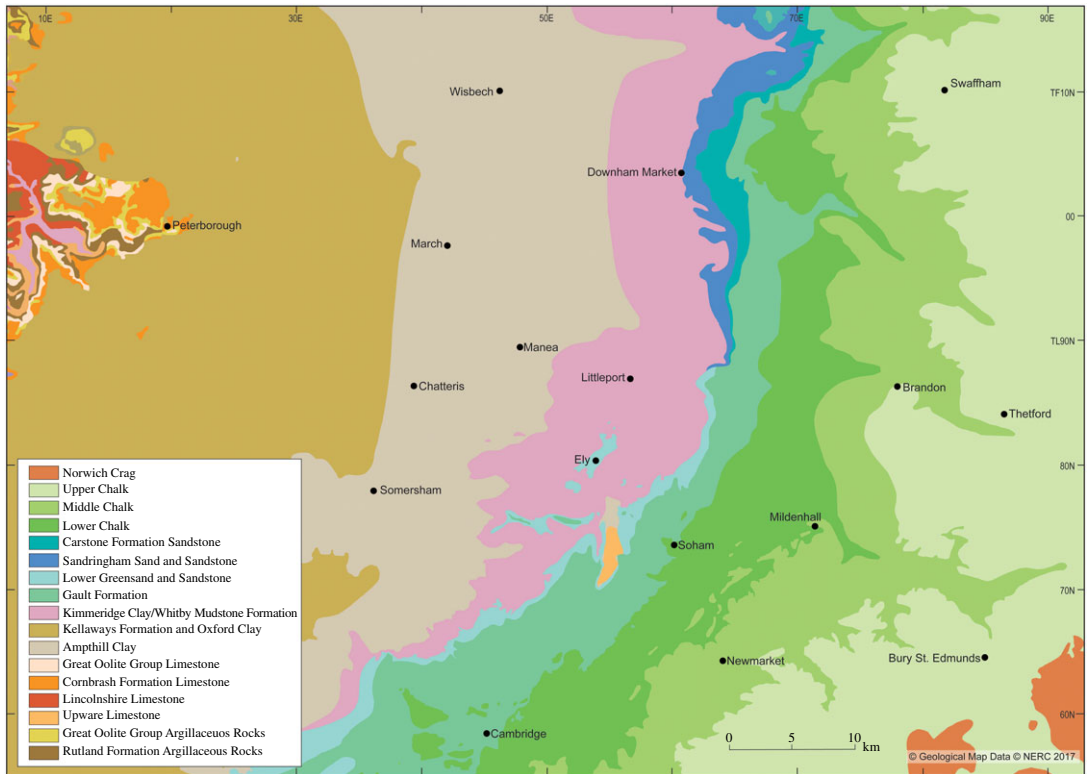 10E 30E 50E 70E 90E
Swaffham
Wisbech
TF10N
Downham Market
Peterborough
00
March
TL90N
Manea
Littleport
Chatteris
Brandon
Thetford
Ely
80N
Somersham
Mildenhall
Soham
70N
Newmarket
Bury St. Edmunds
60N
Cambridge
0 5 10 km
© Geological Map Data © NERC 2017
Norwich Crag
Upper Chalk
Middle Chalk
Lower Chalk
Carstone Formation Sandstone
Sandringham Sand and Sandstone
Lower Greensand and Sandstone
Gault Formation
Kimmeridge Clay/Whitby Mudstone Formation
Kellaways Formation and Oxford Clay
Ampthill Clay
Great Oolite Group Limestone
Cornbrash Formation Limestone
Lincolnshire Limestone
Upware Limestone
Great Oolite Group Argillaceuos Rocks
Rutland Formation Argillaceous Rocks